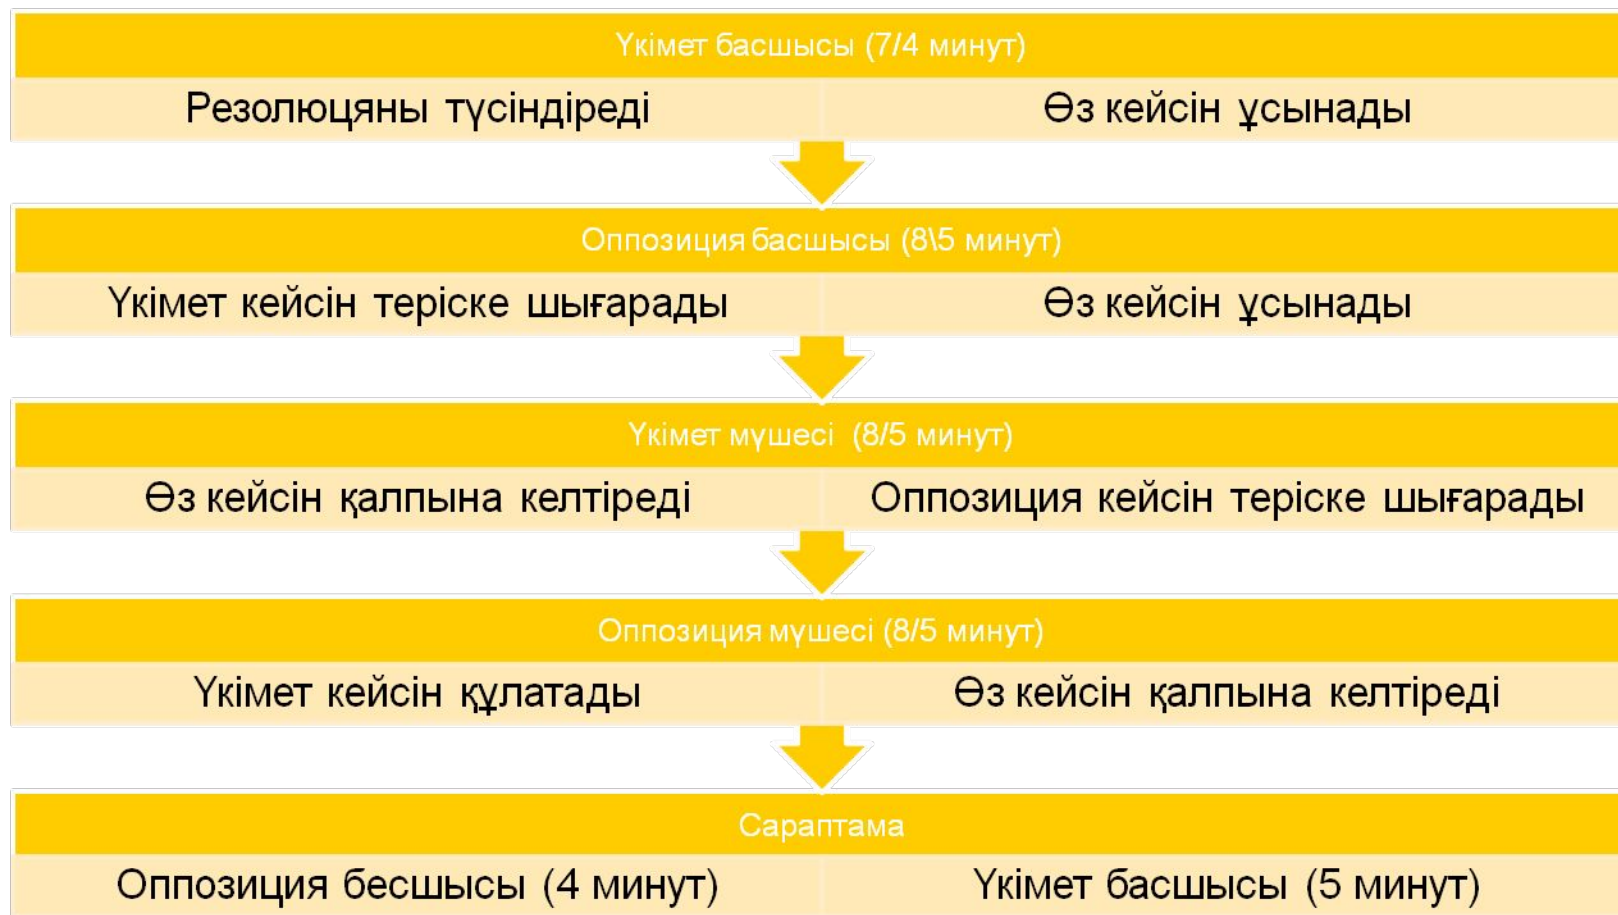 Үкімет басшысы (7/4 минут)
Резолюцяны түсіндіреді
Өз кейсін ұсынады
Оппозиция басшысы (8\5 минут)
Үкімет кейсін теріске шығарады
Өз кейсін ұсынады
Үкімет мүшесі (8/5 минут)
Өз кейсін қалпына келтіреді
Оппозиция кейсін теріске шығарады
Оппозиция мүшесі (8/5 минут)
Үкімет кейсін құлатады
Өз кейсін қалпына келтіреді
Сараптама
Оппозиция бесшысы (4 минут)
Үкімет басшысы (5 минут)